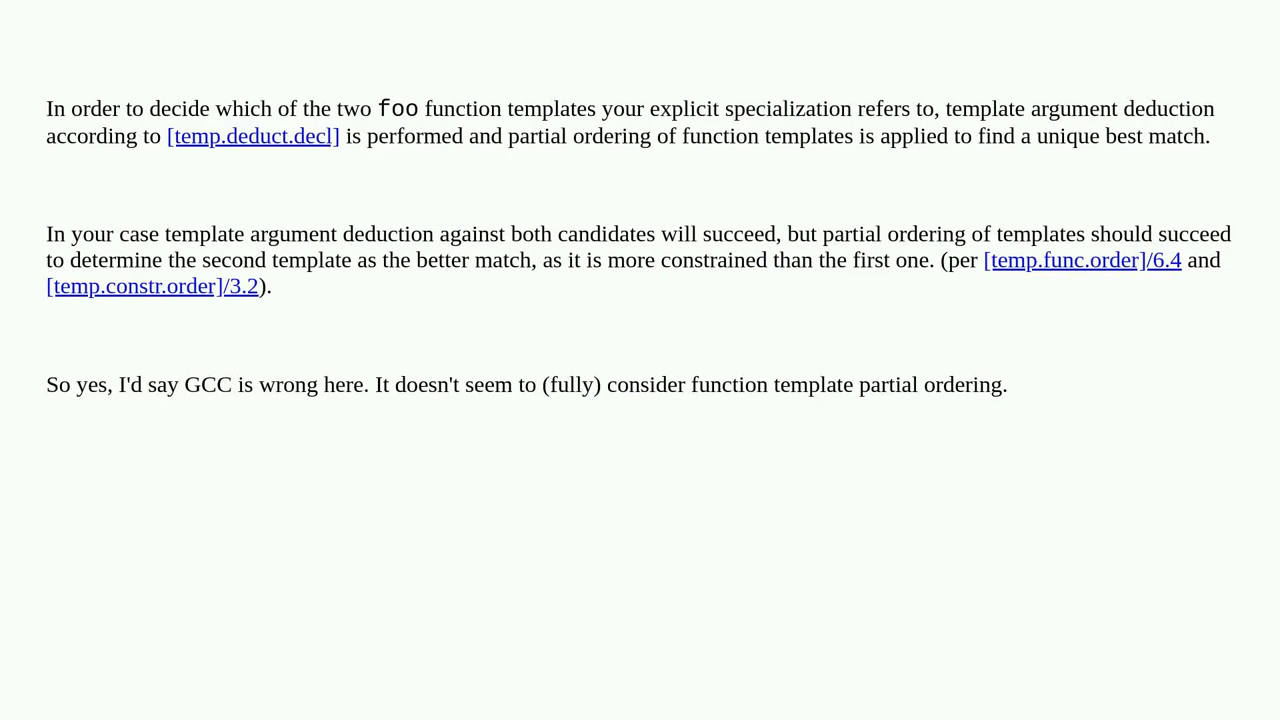 In order to decide which of the two foo function templates your explicit specialization refers to, template argument deduction
according to [temp.deduct.decl] is performed and partial ordering of function templates is applied to find a unique best match.
In your case template argument deduction against both candidates will succeed, but partial ordering of templates should succeed
to determine the second template as the better match, as it is more constrained than the first one. (per [temp.func.order]/6.4 and
[temp.constr.order]/3.2).
So yes, I'd say GCC is wrong here. It doesn't seem to (fully) consider function template partial ordering.